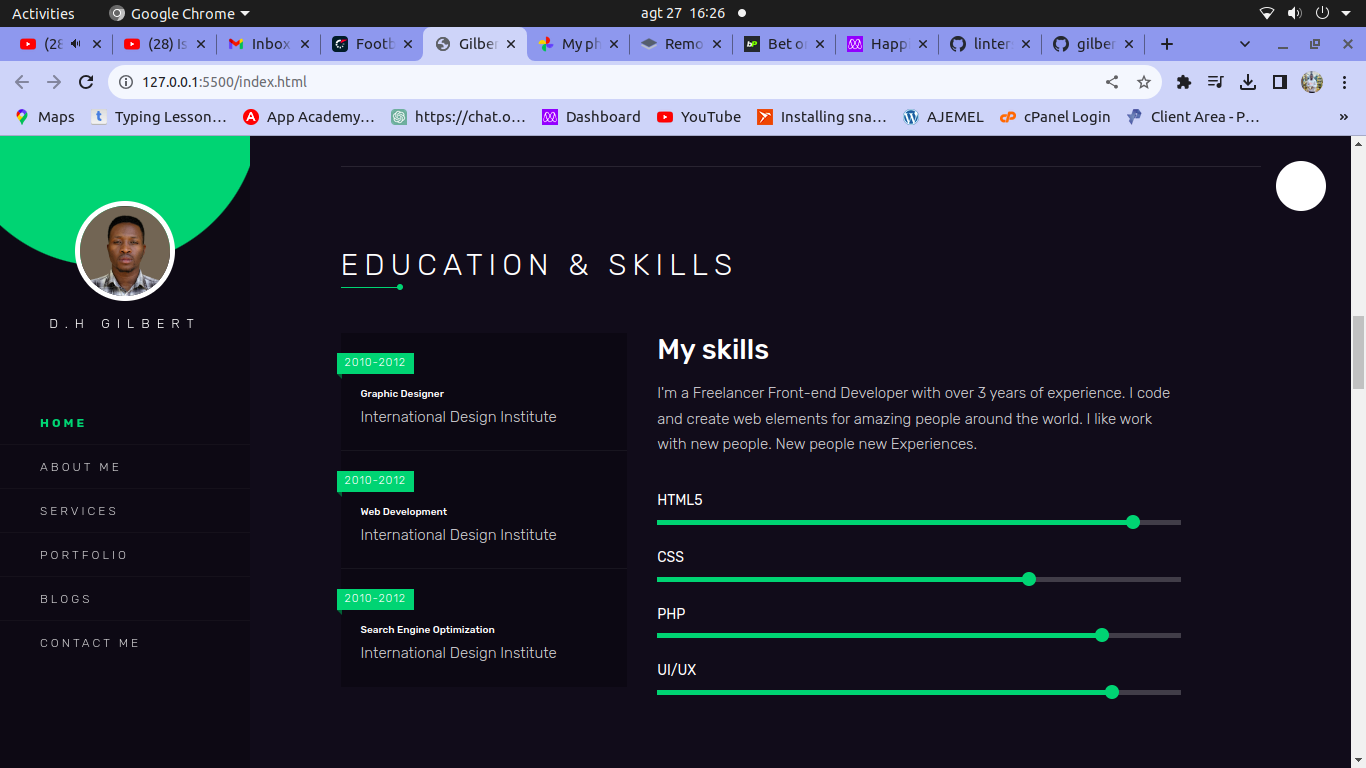 Activities
Google Chrome
agt 27 16:26
(28
(28) Is
Inbox
Footb
Gilber
My ph
Remo
Bet o
Happ
linter
gilber
127.0.0.1:5500/index.html
Maps
Typing Lesson…
App Academy…
https://chat.o…
Dashboard
YouTube
Installing sna…
AJEMEL
cPanel Login
Client Area - P…
»
D.H GILBERT
HOME
ABOUT ME
SERVICES
PORTFOLIO
BLOGS
CONTACT ME
EDUCATION & SKILLS
2010-2012
Graphic Designer
International Design Institute
2010-2012
Web Development
International Design Institute
2010-2012
Search Engine Optimization
International Design Institute
My skills
I'm a Freelancer Front-end Developer with over 3 years of experience. I code
and create web elements for amazing people around the world. I like work
with new people. New people new Experiences.
HTML5
CSS
PHP
UI/UX